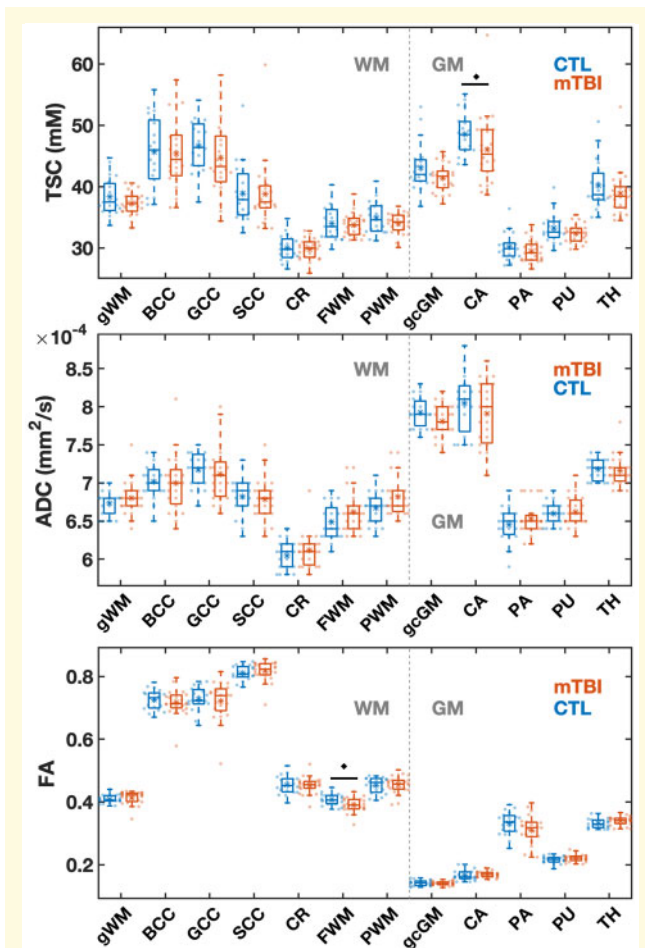 WM GM CTL
mTBI
TSC (mM)
60
50
40
30
gWM BCC GCC SCC CR FWM PWM gcGM CA PA PU TH
×10⁻⁴
WM mTBI
CTL
GM
ADC (mm²/s)
8.5
8
7.5
7
6.5
6
gWM BCC GCC SCC CR FWM PWM gcGM CA PA PU TH
WM GM mTBI
CTL
FA
0.8
0.6
0.4
0.2
gWM BCC GCC SCC CR FWM PWM gcGM CA PA PU TH